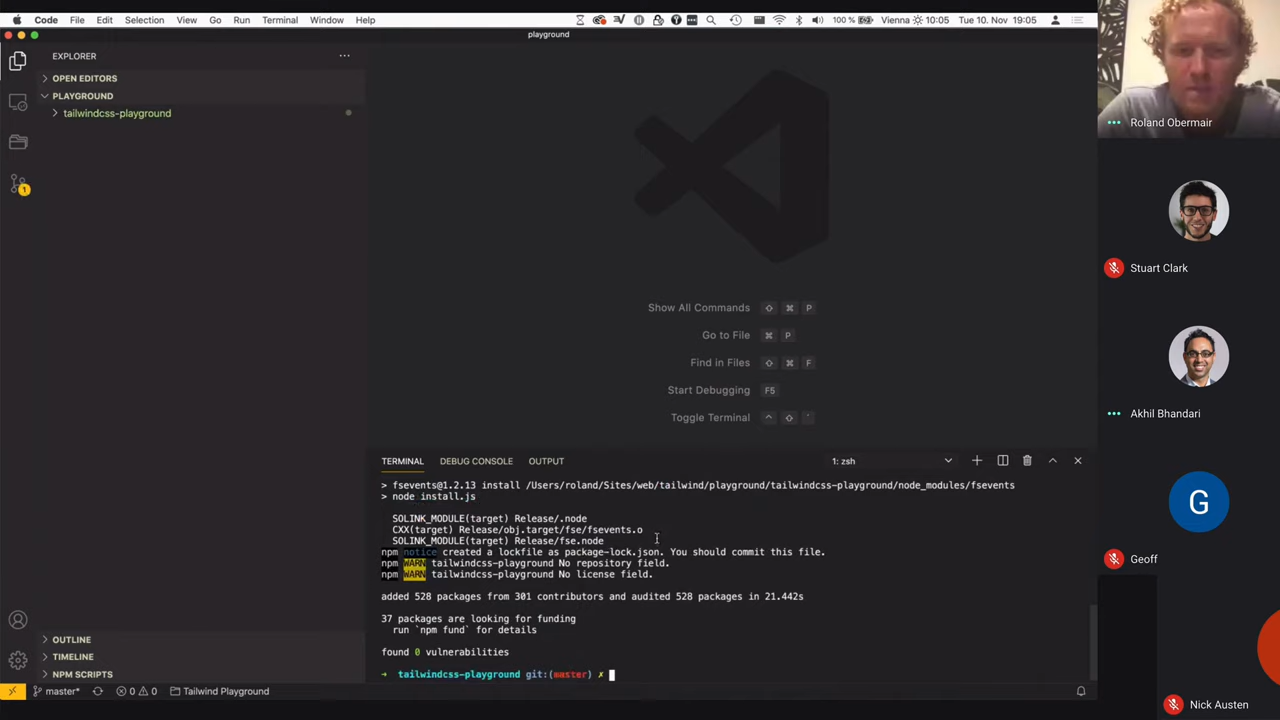 Code File Edit Selection View Go Run Terminal Window Help 100 % Vienna 10:05 Tue 10. Nov 19:05
playground
EXPLORER
OPEN EDITORS
PLAYGROUND
tailwindcss-playground
1
Show All Commands ⇧ ⌘ P
Go to File ⌘ P
Find in Files ⇧ ⌘ F
Start Debugging F5
Toggle Terminal ⌃ ⇧ `
TERMINAL DEBUG CONSOLE OUTPUT 1: zsh
> fsevents@1.2.13 install /Users/roland/Sites/web/tailwind/playground/tailwindcss-playground/node_modules/fsevents
> node install.js
SOLINK_MODULE(target) Release/.node
CXX(target) Release/obj.target/fse/fsevents.o
SOLINK_MODULE(target) Release/fse.node
npm notice created a lockfile as package-lock.json. You should commit this file.
npm WARN tailwindcss-playground No repository field.
npm WARN tailwindcss-playground No license field.
added 528 packages from 301 contributors and audited 528 packages in 21.442s
37 packages are looking for funding
run `npm fund` for details
found 0 vulnerabilities
➜ tailwindcss-playground git:(master) ✗
OUTLINE
TIMELINE
NPM SCRIPTS
master* 0 0 Tailwind Playground
Roland Obermair
Stuart Clark
Akhil Bhandari
G
Geoff
Nick Austen